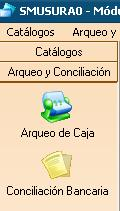 SMUSURA0 - Módu
Catálogos Arqueo y
Catálogos
Arqueo y Conciliación
Arqueo de Caja
Conciliación Bancaria